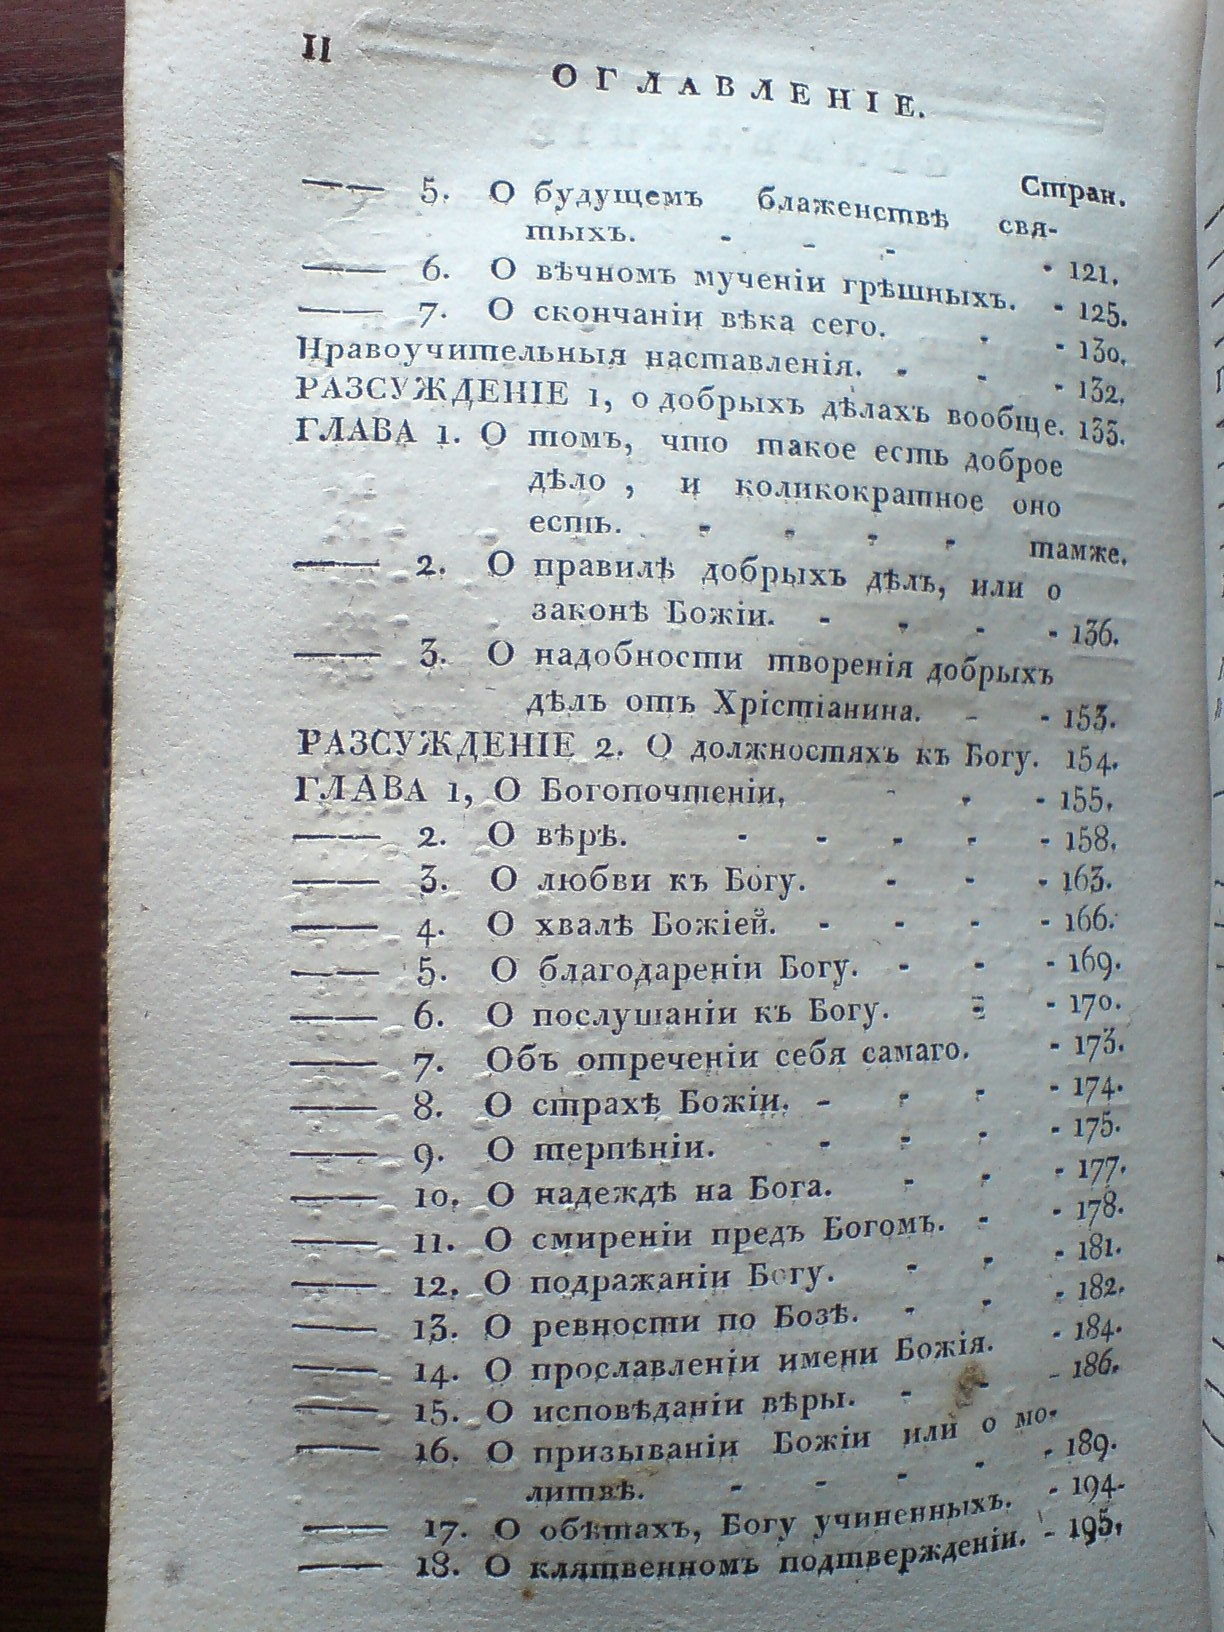 II
ОГЛАВЛЕНІЕ.
Стран.
—— 5. О будущемъ блаженствѣ свя-
тыхъ. - - - - 121.
—— 6. О вѣчномъ мученіи грѣшныхъ. - 125.
—— 7. О скончаніи вѣка сего. - - 130.
Нравоучительныя наставленія. - - - 132.
РАЗСУЖДЕНІЕ 1, о добрыхъ дѣлахъ вообще. 133.
ГЛАВА 1. О томъ, что такое есть доброе
дѣло , и коликократное оно
есть. - - - - тамже.
—— 2. О правилѣ добрыхъ дѣлъ, или о
законѣ Божіи. - - - - 136.
—— 3. О надобности творенія добрыхъ
дѣлъ отъ Хрістіанина. - - 153.
РАЗСУЖДЕНІЕ 2. О должностяхъ къ Богу. 154.
ГЛАВА 1, О Богопочтеніи, - - - 155.
—— 2. О вѣрѣ. - - - - - 158.
—— 3. О любви къ Богу. - - - 163.
—— 4. О хвалѣ Божіей. - - - - 166.
—— 5. О благодареніи Богу. - - - 169.
—— 6. О послушаніи къ Богу. - - 170.
—— 7. Объ отреченіи себя самаго. - 173.
—— 8. О страхѣ Божіи. - - - - 174.
—— 9. О терпѣніи. - - - - 175.
—— 10. О надеждѣ на Бога. - - - 177.
—— 11. О смиреніи предъ Богомъ. - - 178.
—— 12. О подражаніи Богу. - - - 181.
—— 13. О ревности по Бозѣ. - - - 182.
—— 14. О прославленіи имени Божія. - 184.
—— 15. О исповѣданіи вѣры. - - - 186.
—— 16. О призываніи Божіи или о мо-
литвѣ. - - - - - 189.
—— 17. О обѣтахъ, Богу учиненныхъ. - 194.
—— 18. О клятвенномъ подтвержденіи. - 195.